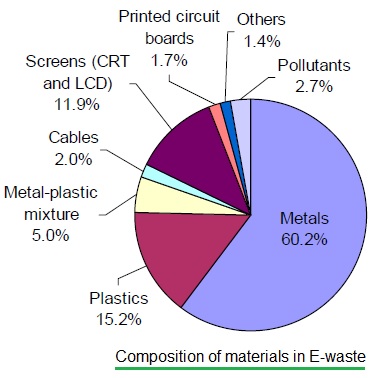 Printed circuit
boards
1.7%
Others
1.4%
Pollutants
2.7%
Screens (CRT
and LCD)
11.9%
Cables
2.0%
Metal-plastic
mixture
5.0%
Metals
60.2%
Plastics
15.2%
Composition of materials in E-waste